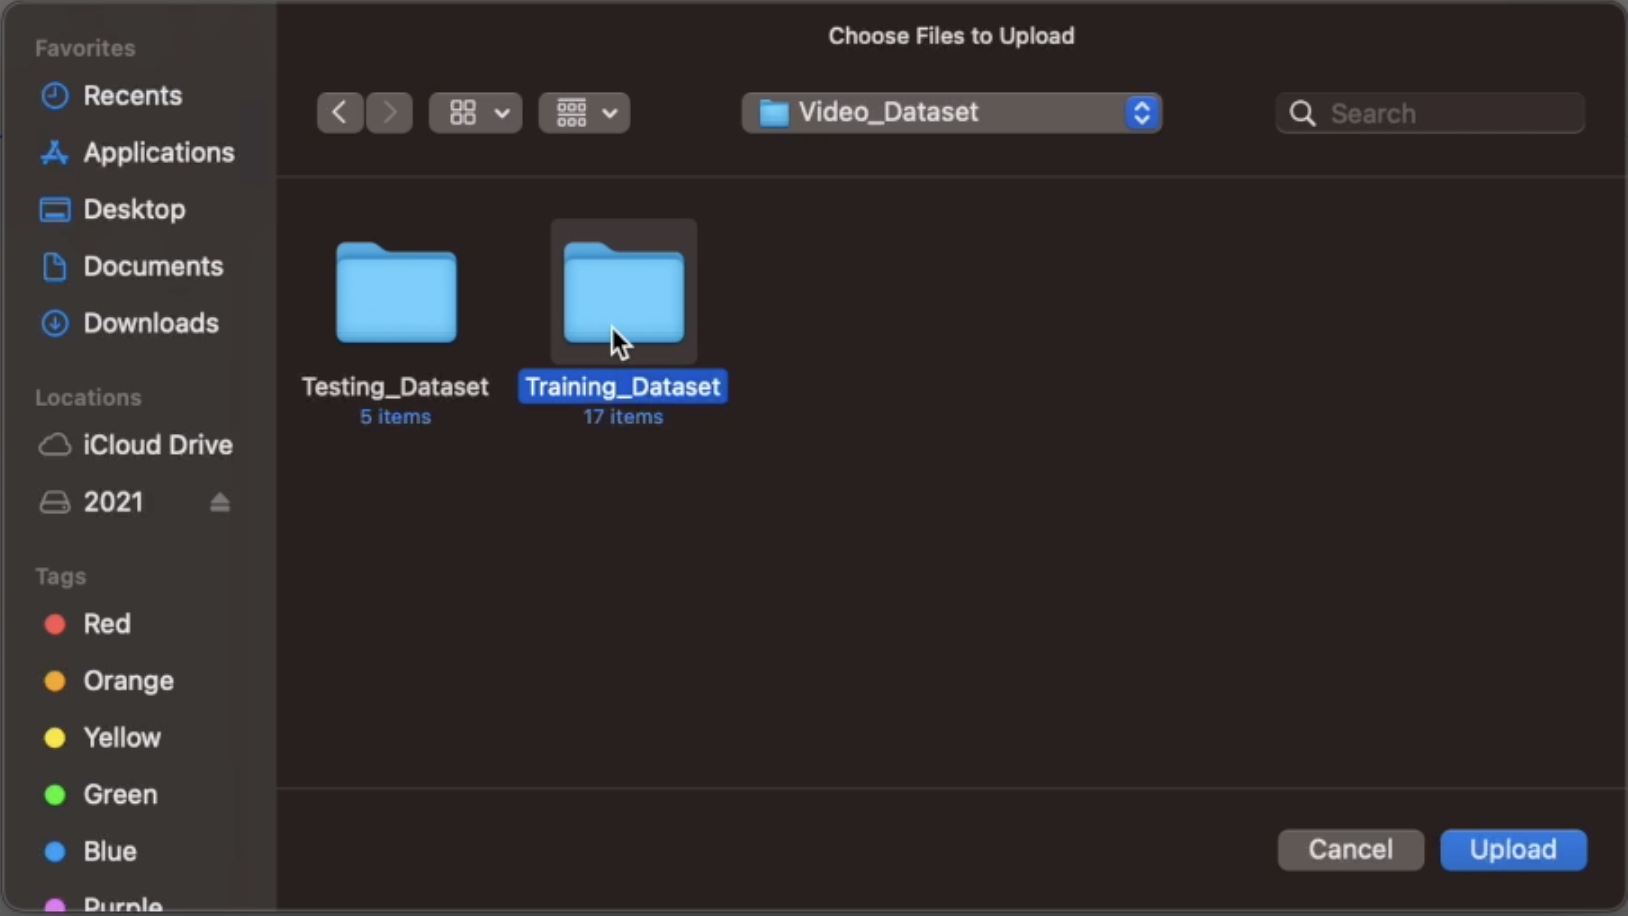 Favorites
Recents
Applications
Desktop
Documents
Downloads
Locations
iCloud Drive
2021
Tags
Red
Orange
Yellow
Green
Blue
Purple
Choose Files to Upload
Video_Dataset
Search
Testing_Dataset
5 items
Training_Dataset
17 items
Cancel
Upload